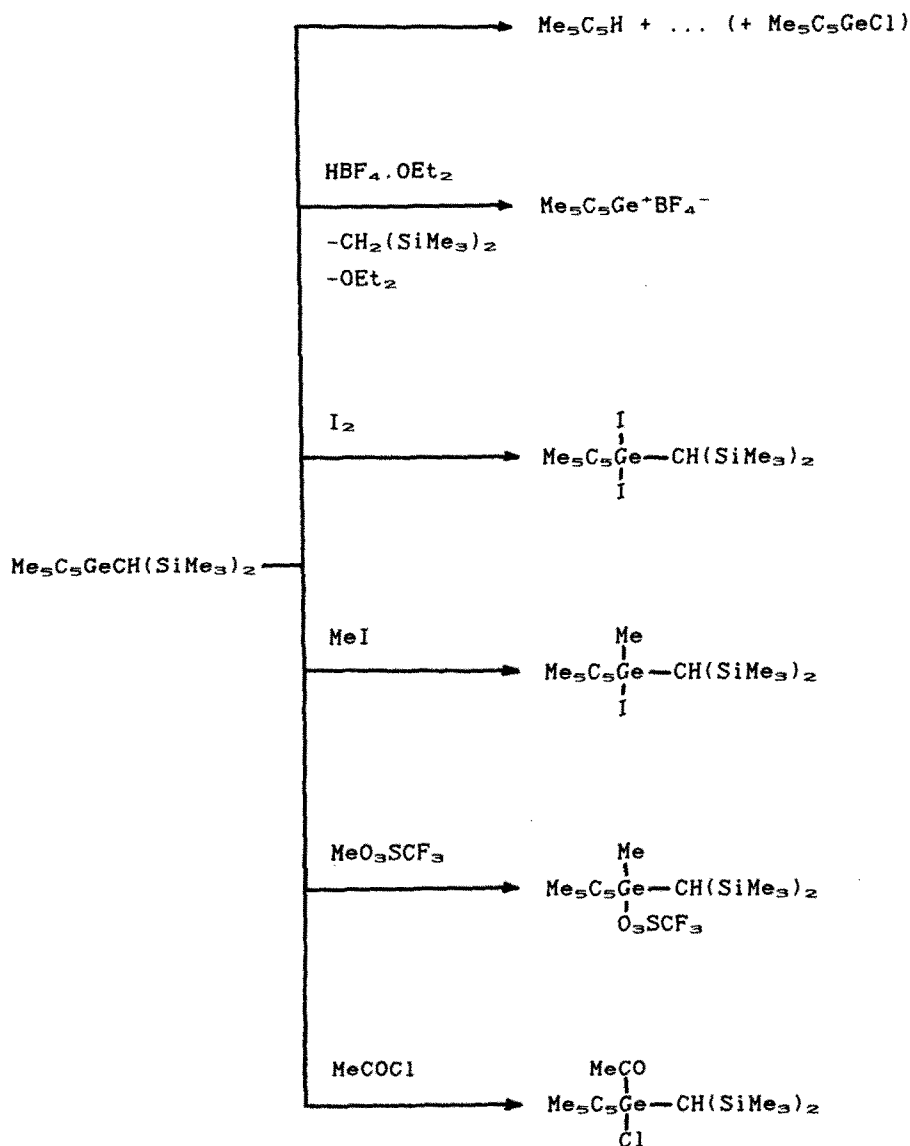 Me₅C₅H + ... (+ Me₅C₅GeCl)
HBF₄.OEt₂
Me₅C₅Ge⁺BF₄⁻
-CH₂(SiMe₃)₂
-OEt₂
I₂
I
Me₅C₅Ge—CH(SiMe₃)₂
I
Me₅C₅GeCH(SiMe₃)₂
MeI
Me
Me₅C₅Ge—CH(SiMe₃)₂
I
MeO₃SCF₃
Me
Me₅C₅Ge—CH(SiMe₃)₂
O₃SCF₃
MeCOCl
MeCO
Me₅C₅Ge—CH(SiMe₃)₂
Cl